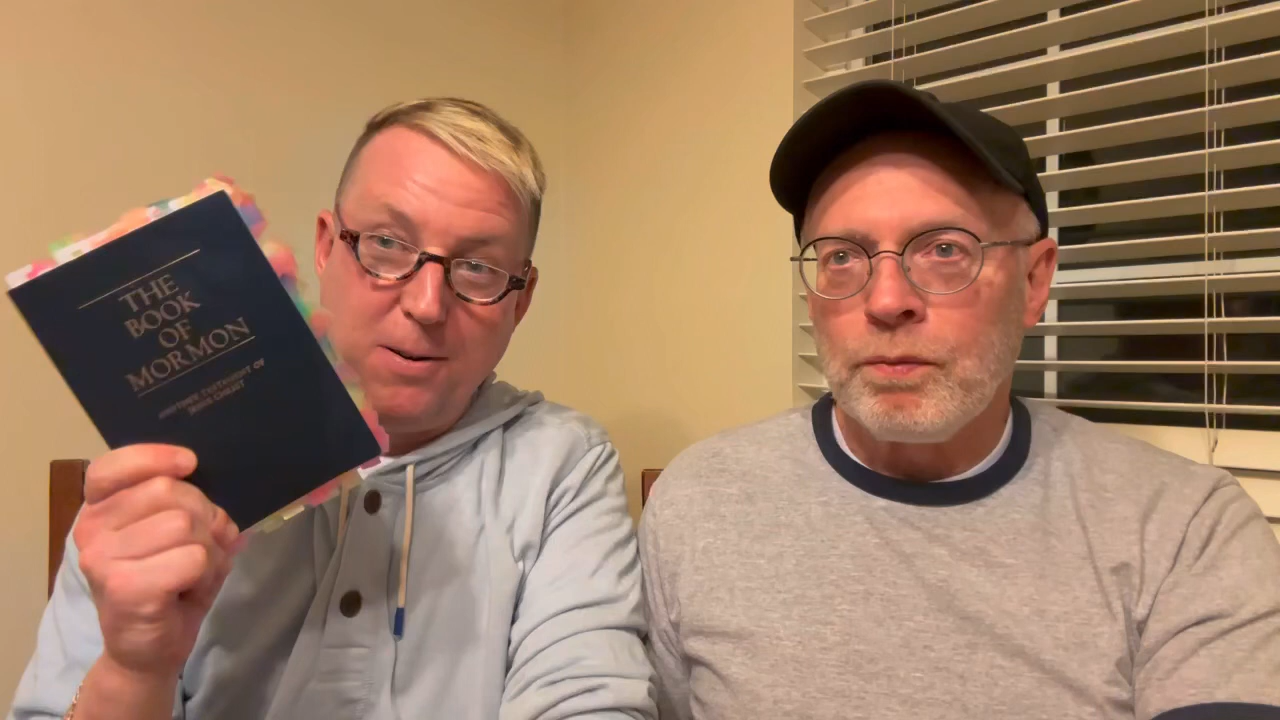 THE
BOOK
OF
MORMON
ANOTHER TESTAMENT OF
JESUS CHRIST